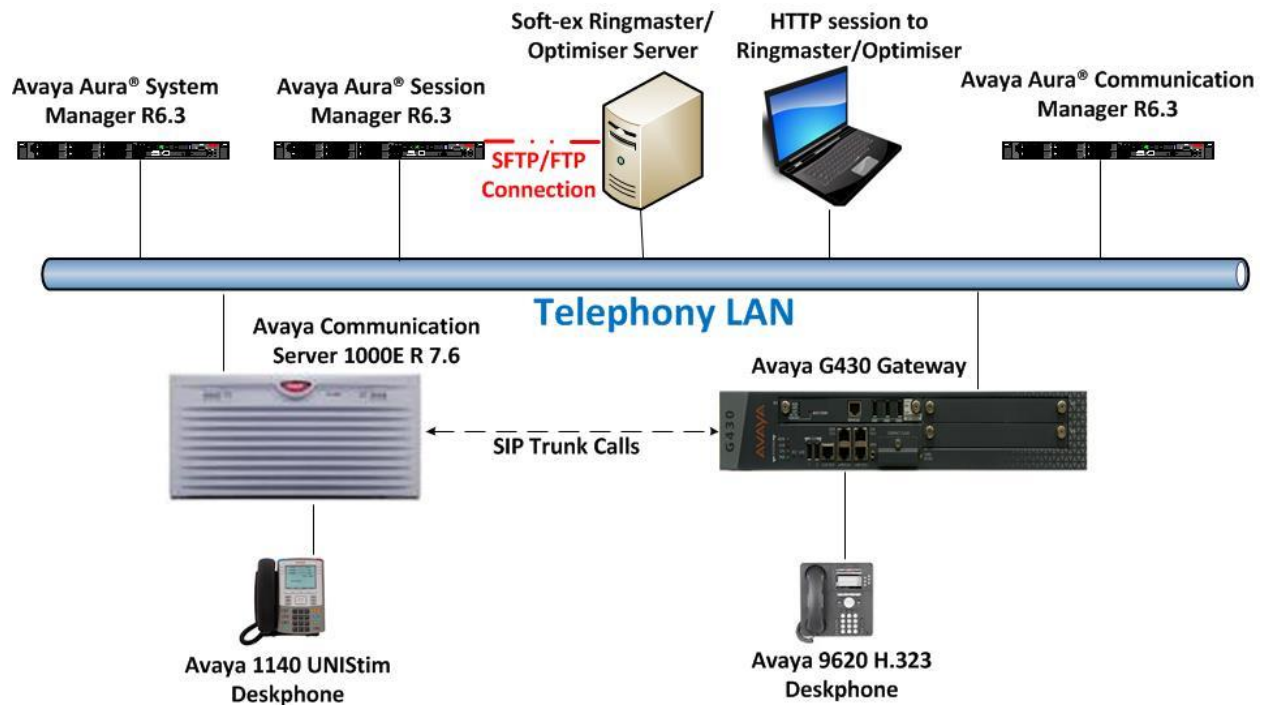 Soft-ex Ringmaster/
Optimiser Server
HTTP session to
Ringmaster/Optimiser
Avaya Aura® System
Manager R6.3
Avaya Aura® Session
Manager R6.3
Avaya Aura® Communication
Manager R6.3
SFTP/FTP
Connection
Telephony LAN
Avaya Communication
Server 1000E R 7.6
Avaya G430 Gateway
G430
AVAYA
SIP Trunk Calls
Avaya 1140 UNIStim
Deskphone
Avaya 9620 H.323
Deskphone